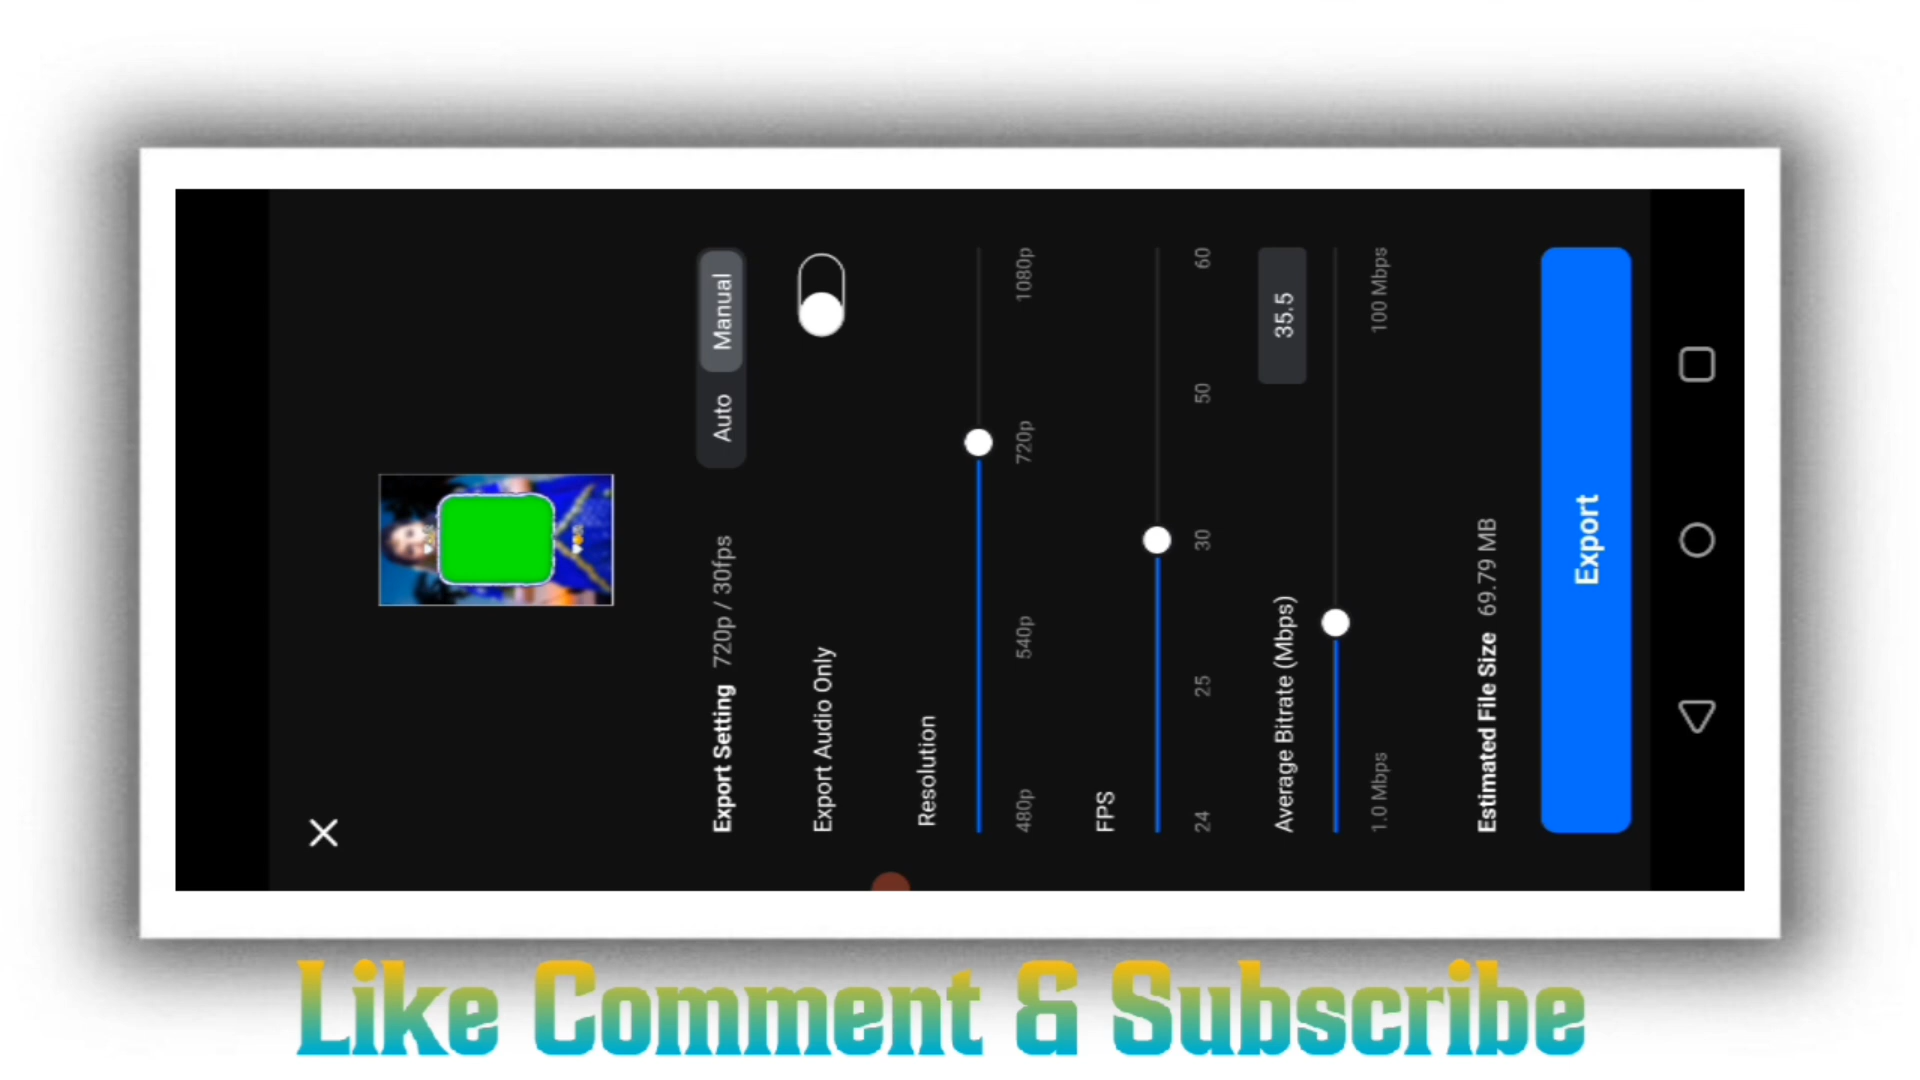 Export Setting 720p / 30fps
Auto Manual
Export Audio Only
Resolution
480p 540p 720p 1080p
FPS
24 25 30 50 60
Average Bitrate (Mbps) 35.5
1.0 Mbps 100 Mbps
Estimated File Size 69.79 MB
Export
Like Comment & Subscribe